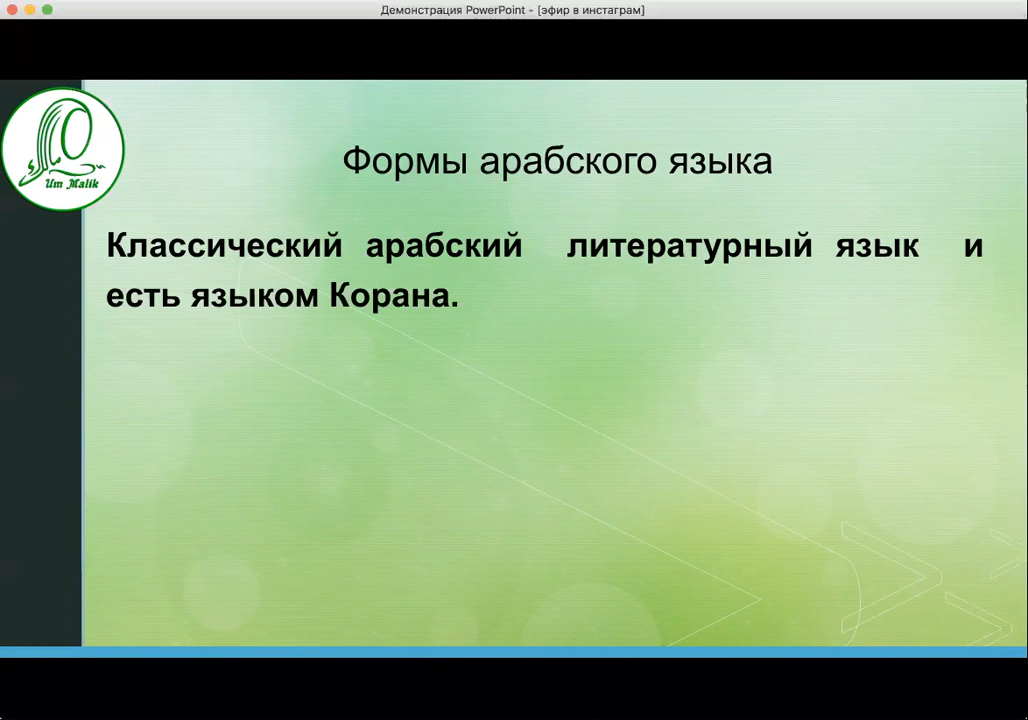 Демонстрация PowerPoint - [эфир в инстаграм]
Um Malik
Формы арабского языка
Классический арабский литературный язык и
есть языком Корана.